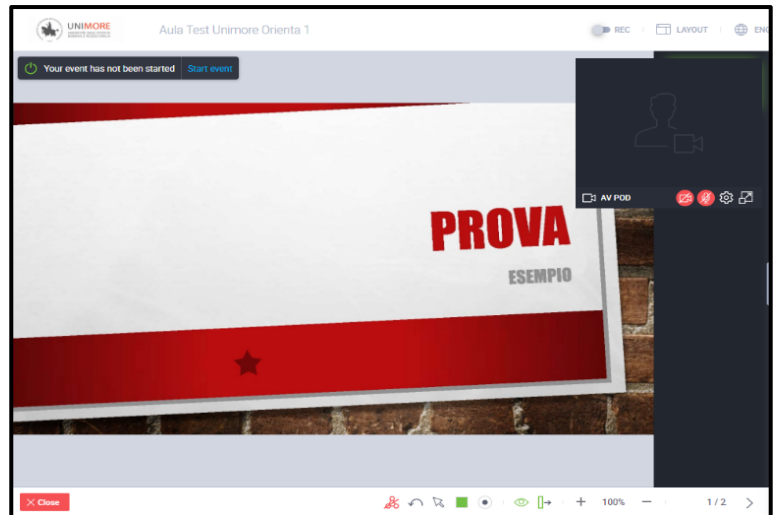 UNIMORE
Aula Test Unimore Orienta 1
REC
LAYOUT
ENG
Your event has not been started
Start event
AV POD
PROVA
ESEMPIO
Close
100%
1 / 2